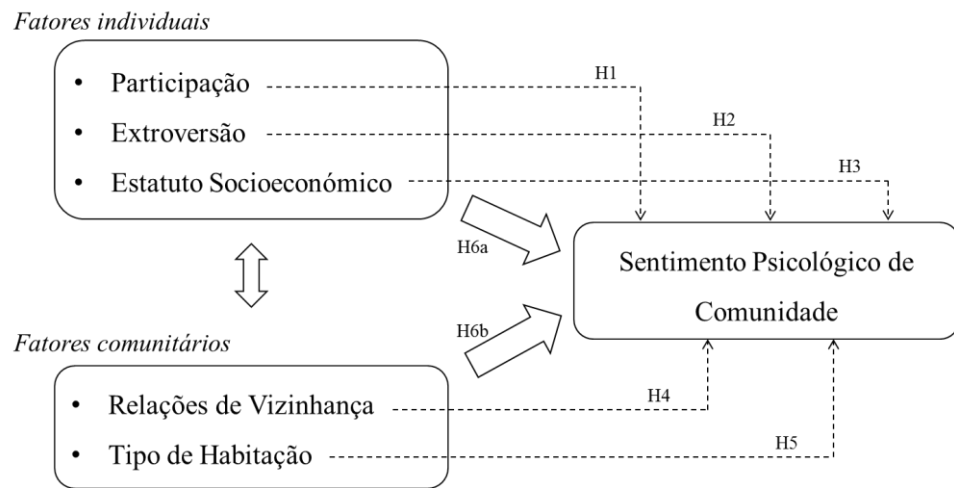 Fatores individuais
• Participação
H1
• Extroversão
H2
• Estatuto Socioeconómico
H3
H6a
Sentimento Psicológico de
Comunidade
H6b
Fatores comunitários
• Relações de Vizinhança
H4
• Tipo de Habitação
H5